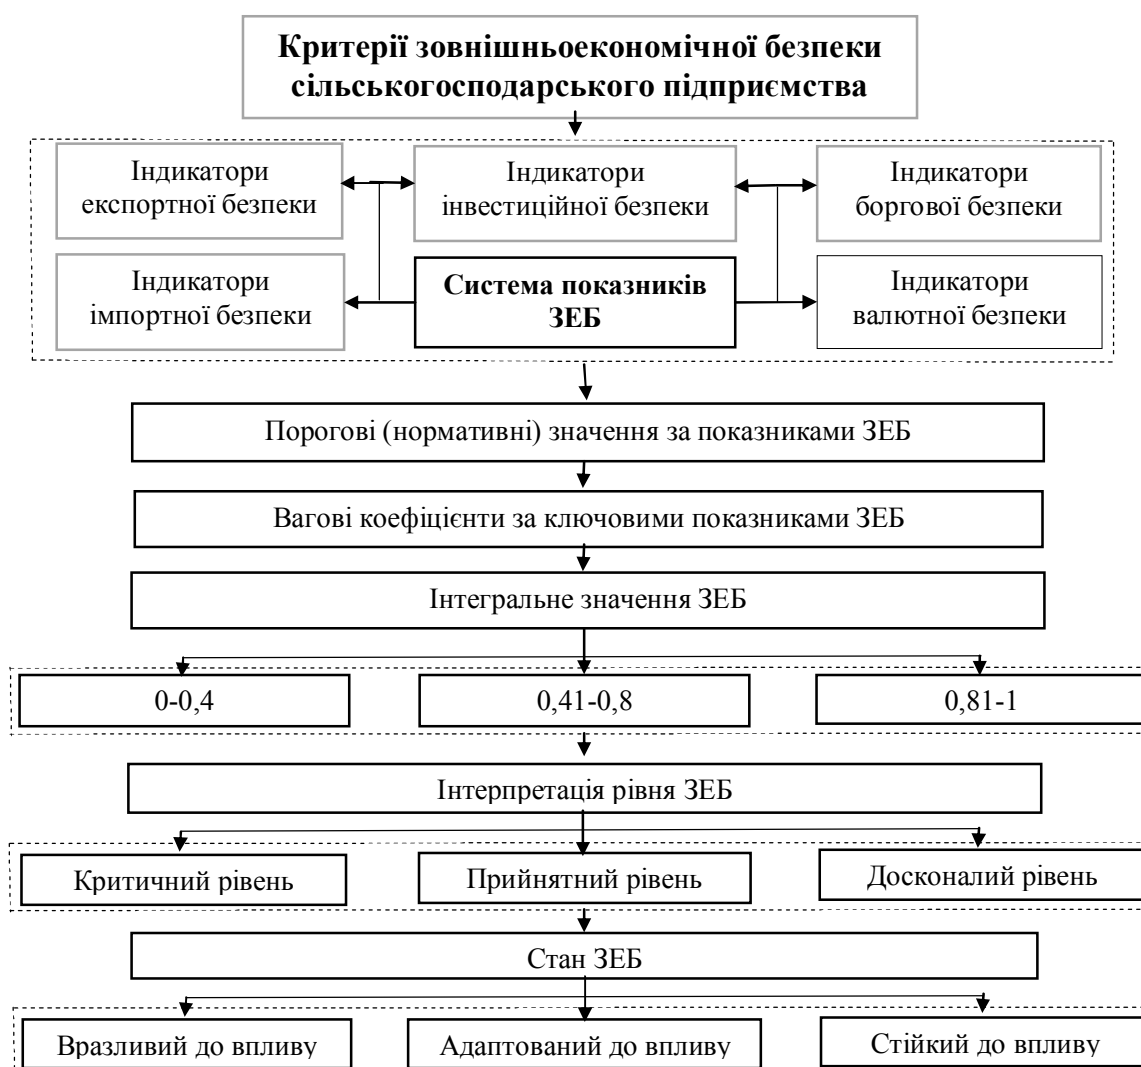 Критерії зовнішньоекономічної безпеки
сільськогосподарського підприємства
Індикатори
експортної безпеки
Індикатори
інвестиційної безпеки
Індикатори
боргової безпеки
Індикатори
імпортної безпеки
Система показників
ЗЕБ
Індикатори
валютної безпеки
Порогові (нормативні) значення за показниками ЗЕБ
Вагові коефіцієнти за ключовими показниками ЗЕБ
Інтегральне значення ЗЕБ
0-0,4
0,41-0,8
0,81-1
Інтерпретація рівня ЗЕБ
Критичний рівень
Прийнятний рівень
Досконалий рівень
Стан ЗЕБ
Вразливий до впливу
Адаптований до впливу
Стійкий до впливу